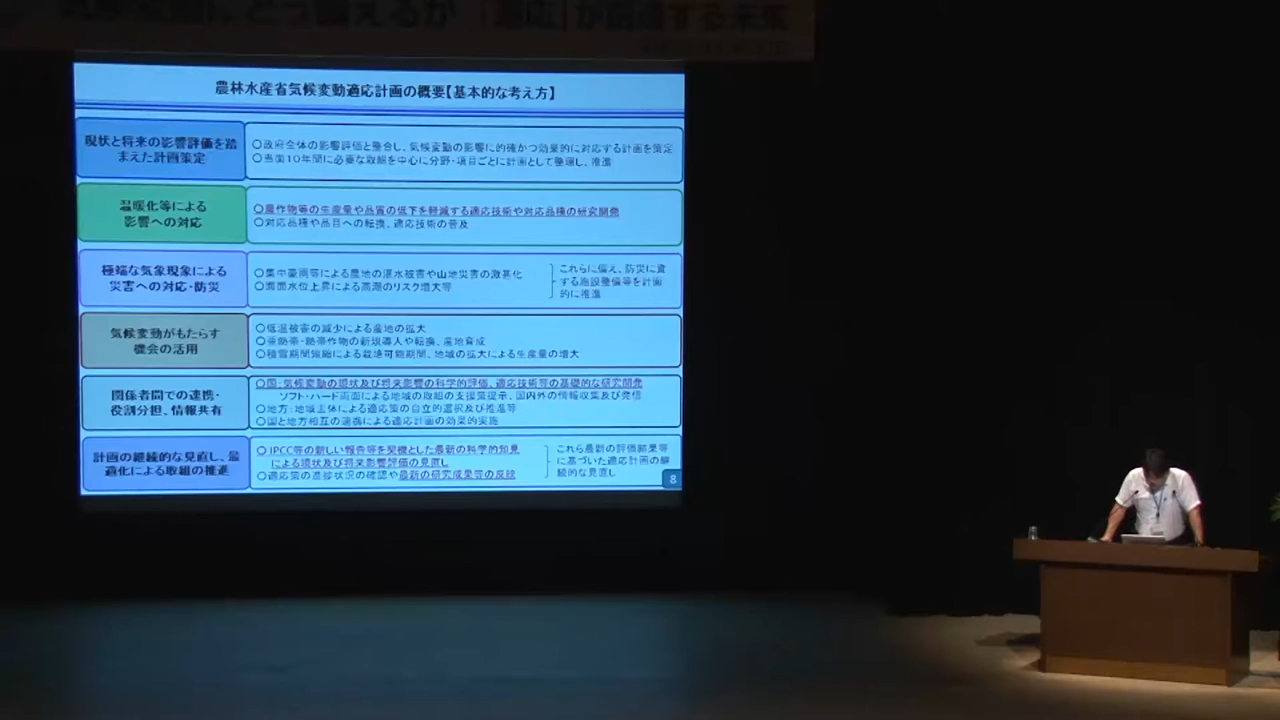 気候変動にどう備えるか「適応」が創造する未来
農林水産省気候変動適応計画の概要【基本的な考え方】
現状と将来の影響評価を踏
まえた計画策定
○政府全体の影響評価と整合し、気候変動の影響に的確かつ効果的に対応する計画を策定
○当面10年間に必要な取組を中心に分野・項目ごとに計画として整理し、推進
温暖化等による
影響への対応
○農作物等の生産量や品質の低下を軽減する適応技術や対応品種の研究開発
○対応品種や品目への転換、適応技術の普及
極端な気象現象による
災害への対応・防災
○集中豪雨等による農地の湛水被害や山地災害の激甚化
○海面水位上昇による高潮のリスク増大等
これらに備え、防災に資
する施設整備等を計画
的に推進
気候変動がもたらす
機会の活用
○低温被害の減少による産地の拡大
○亜熱帯・熱帯作物の新規導入や転換、産地育成
○積雪期間短縮による栽培可能期間、地域の拡大による生産量の増大
関係者間での連携・
役割分担、情報共有
○国：気候変動の現状及び将来影響の科学的評価、適応技術等の基礎的な研究開発
ソフト・ハード両面による地域の取組の支援策提示、国内外の情報収集及び発信
○地方：地域主体による適応策の自立的選択及び推進等
○国と地方相互の連携による適応計画の効果的実施
計画の継続的な見直し、最
適化による取組の推進
○IPCC等の新しい報告等を契機とした最新の科学的知見
による現状及び将来影響評価の見直し
○適応策の進捗状況の確認や最新の研究成果等の反映
これら最新の評価結果等
に基づいた適応計画の継
続的な見直し
8